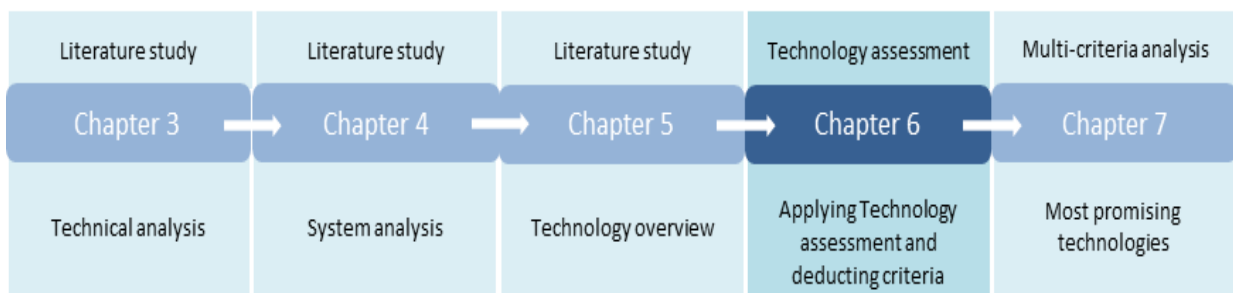 Literature study
Literature study
Literature study
Technology assessment
Multi-criteria analysis
Chapter 3
Chapter 4
Chapter 5
Chapter 6
Chapter 7
Technical analysis
System analysis
Technology overview
Applying Technology
assessment and
deducting criteria
Most promising
technologies